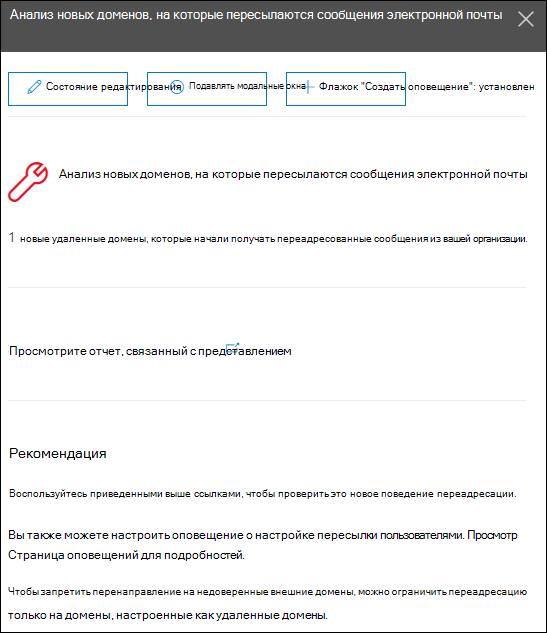 Анализ новых доменов, на которые пересылаются сообщения электронной почты
Состояние редактирования Подавлять модальные окна Флажок "Создать оповещение": установлен
Анализ новых доменов, на которые пересылаются сообщения электронной почты
1 новые удаленные домены, которые начали получать переадресованные сообщения из вашей организации.
Просмотрите отчет, связанный с представлением
Рекомендация
Воспользуйтесь приведенными выше ссылками, чтобы проверить это новое поведение переадресации.
Вы также можете настроить оповещение о настройке пересылки пользователями. Просмотр
Страница оповещений для подробностей.
Чтобы запретить перенаправление на недоверенные внешние домены, можно ограничить переадресацию
только на домены, настроенные как удаленные домены.